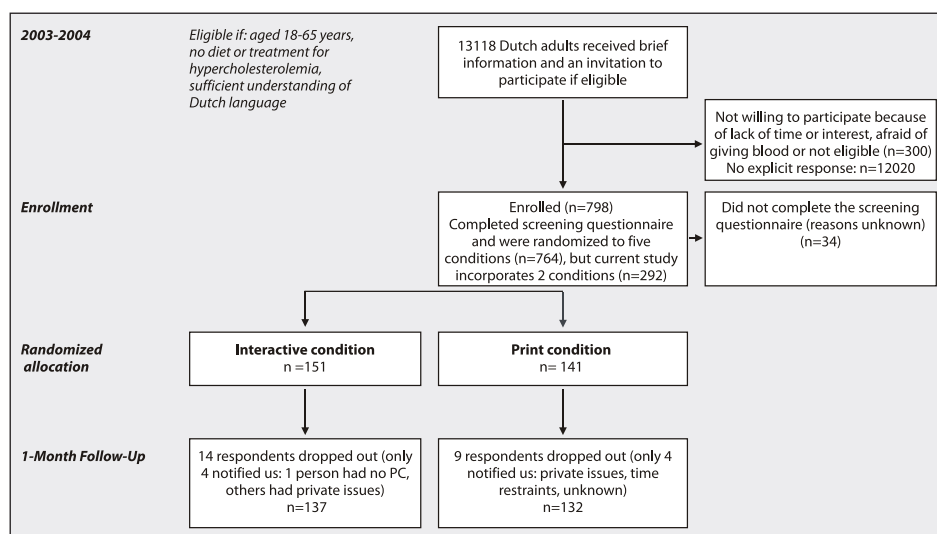 2003-2004
Eligible if: aged 18-65 years,
no diet or treatment for
hypercholesterolemia,
sufficient understanding of
Dutch language
13118 Dutch adults received brief
information and an invitation to
participate if eligible
Not willing to participate because
of lack of time or interest, afraid of
giving blood or not eligible (n=300)
No explicit response: n=12020
Enrollment
Enrolled (n=798)
Completed screening questionnaire
and were randomized to five
conditions (n=764), but current study
incorporates 2 conditions (n=292)
Did not complete the screening
questionnaire (reasons unknown)
(n=34)
Randomized
allocation
Interactive condition
n =151
Print condition
n= 141
1-Month Follow-Up
14 respondents dropped out (only
4 notified us: 1 person had no PC,
others had private issues)
n=137
9 respondents dropped out (only 4
notified us: private issues, time
restraints, unknown)
n=132